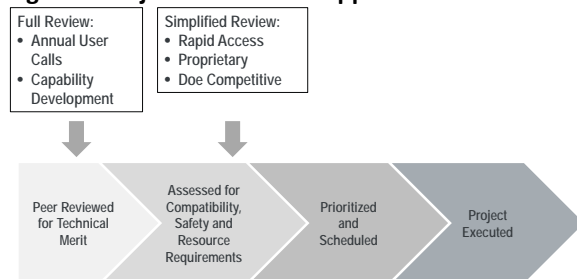 Full Review:
• Annual User
Calls
• Capability
Development
Simplified Review:
• Rapid Access
• Proprietary
• Doe Competitive
Peer Reviewed
for Technical
Merit
Assessed for
Compatibility,
Safety and
Resource
Requirements
Prioritized
and
Scheduled
Project
Executed